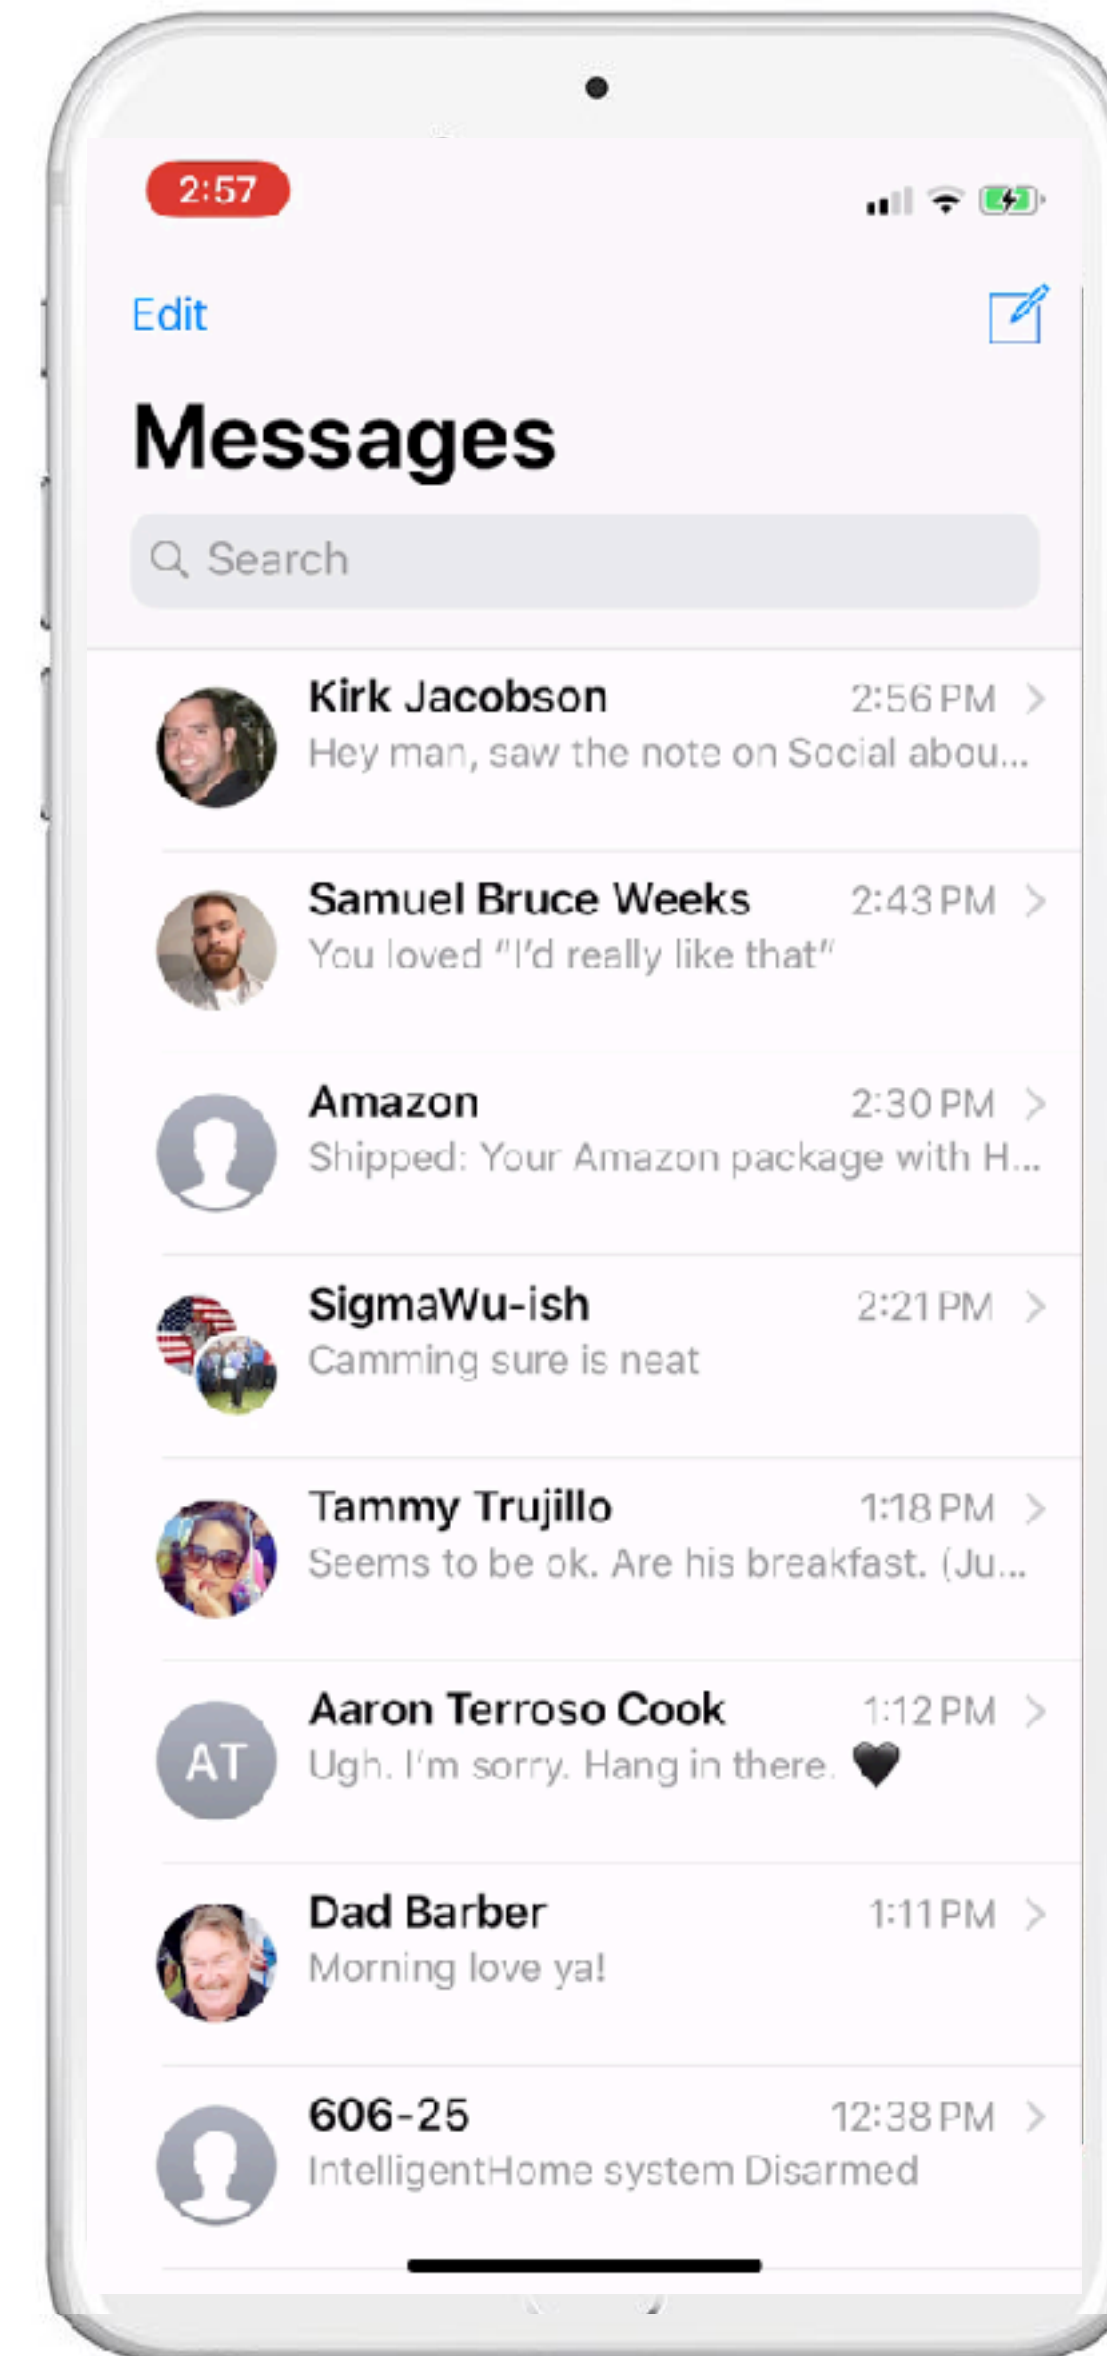 2:57
Edit
Messages
Search
Kirk Jacobson 2:56 PM
Hey man, saw the note on Social abou...
Samuel Bruce Weeks 2:43 PM
You loved “I’d really like that“
Amazon 2:30 PM
Shipped: Your Amazon package with H...
SigmaWu-ish 2:21 PM
Camming sure is neat
Tammy Trujillo 1:18 PM
Seems to be ok. Are his breakfast. (Ju...
Aaron Terroso Cook 1:12 PM
AT Ugh. I’m sorry. Hang in there. 🖤
Dad Barber 1:11 PM
Morning love ya!
606-25 12:38 PM
IntelligentHome system Disarmed